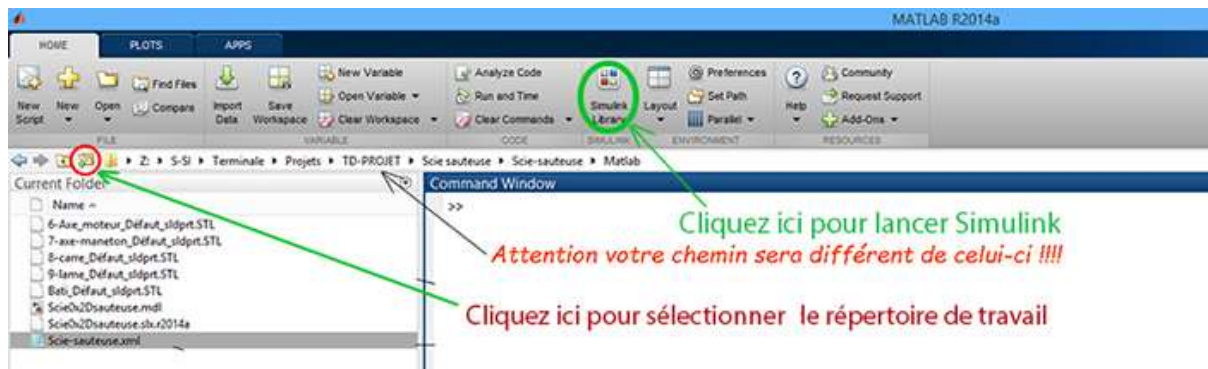 MATLAB R2014a
HOME PLOTS APPS
New Script New Open Find Files Compare Import Data Save Workspace New Variable Open Variable Clear Workspace Analyze Code Run and Time Clear Commands Simulink Library Layout Preferences Set Path Parallel Help Community Request Support Add-Ons
FILE VARIABLE CODE SIMULINK ENVIRONMENT RESOURCES
Z: S-SI Terminale Projets TD-PROJET Scie sauteuse Scie-sauteuse Matlab
Current Folder
Command Window
Name
>>
6-Axe_moteur_Défaut_sldprt.STL
7-axe-maneton_Défaut_sldprt.STL
8-came_Défaut_sldprt.STL
9-lame_Défaut_sldprt.STL
Bati_Défaut_sldprt.STL
Scie0x2Dsauteuse.mdl
Scie0x2Dsauteuse.slx.r2014a
Scie-sauteuse.xml
Cliquez ici pour lancer Simulink
Attention votre chemin sera différent de celui-ci !!!!
Cliquez ici pour sélectionner le répertoire de travail